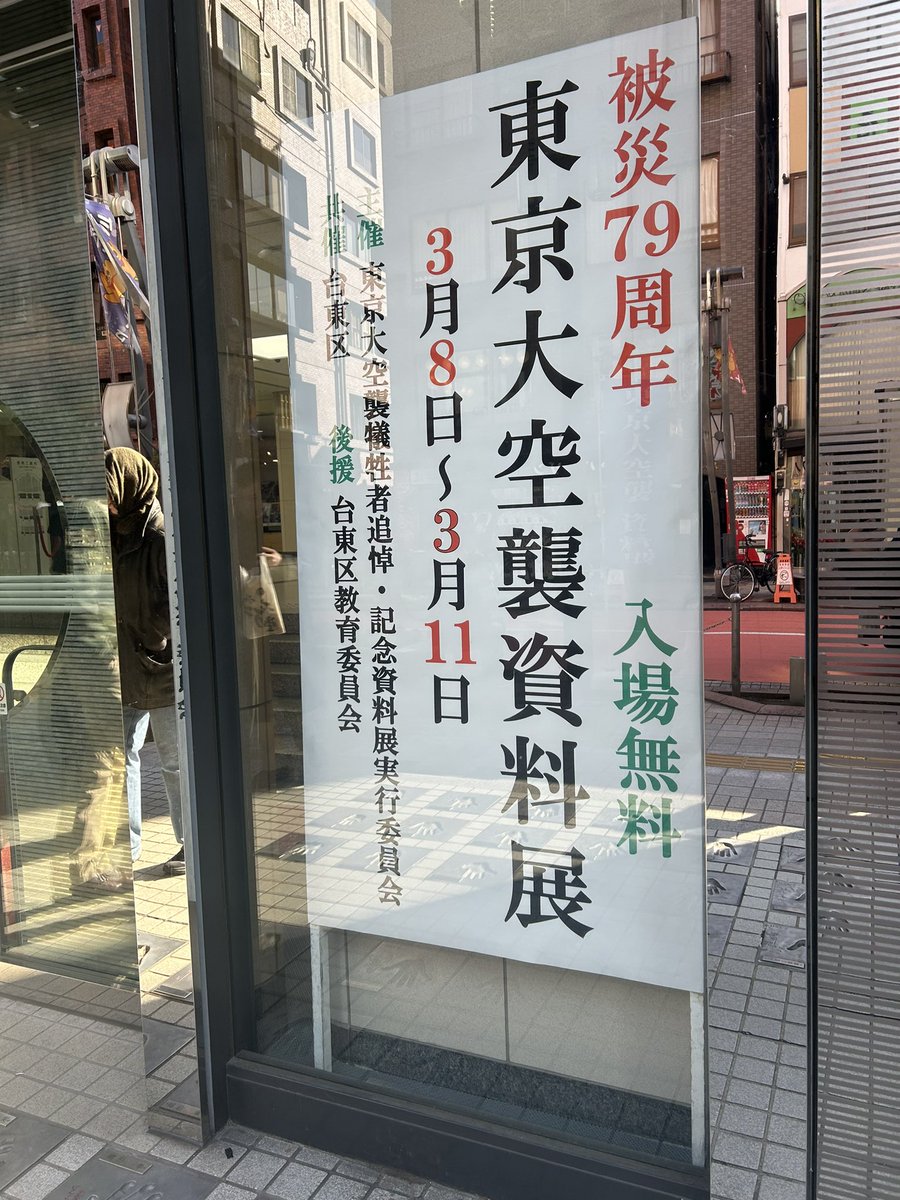 被災79周年 入場無料
東京大空襲資料展
3月8日～3月11日
主催 東京大空襲犠牲者追悼・記念資料展実行委員会
共催 台東区 後援 台東区教育委員会